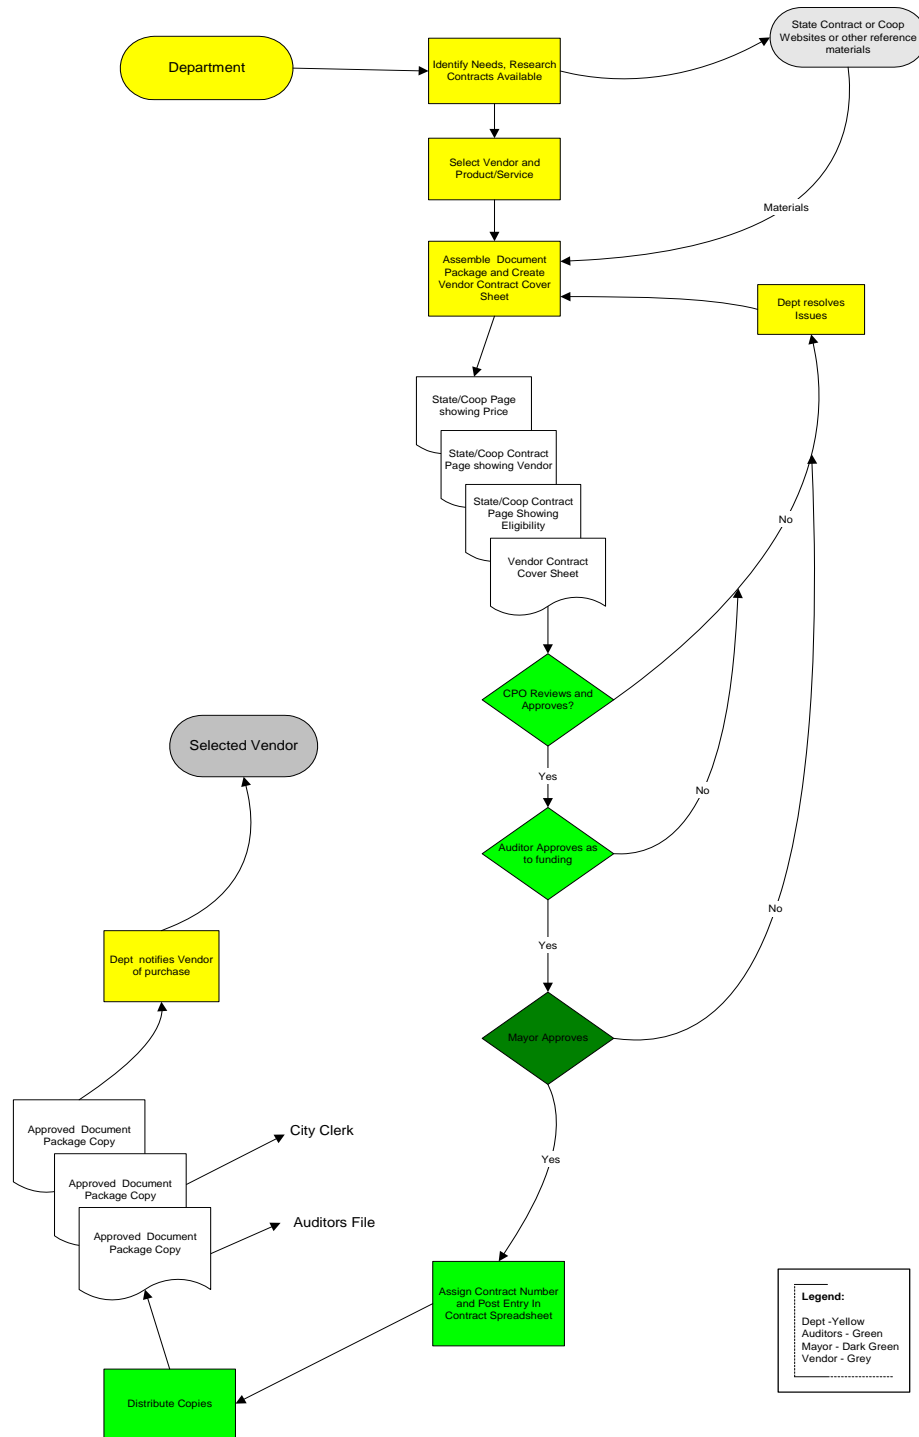 State Contract or Coop
Websites or other reference
materials
Department
Identify Needs, Research
Contracts Available
Select Vendor and
Product/Service
Materials
Assemble Document
Package and Create
Vendor Contract Cover
Sheet
Dept resolves
Issues
State/Coop Page
showing Price
State/Coop Contract
Page showing Vendor
State/Coop Contract
Page Showing
Eligibility
No
Vendor Contract
Cover Sheet
CPO Reviews and
Approves?
Selected Vendor
Yes
No
Auditor Approves as
to funding
No
Yes
Dept notifies Vendor
of purchase
Mayor Approves
Approved Document
Package Copy
City Clerk
Yes
Approved Document
Package Copy
Auditors File
Approved Document
Package Copy
Assign Contract Number
and Post Entry In
Contract Spreadsheet
Legend:
Dept -Yellow
Auditors - Green
Mayor - Dark Green
Vendor - Grey
Distribute Copies